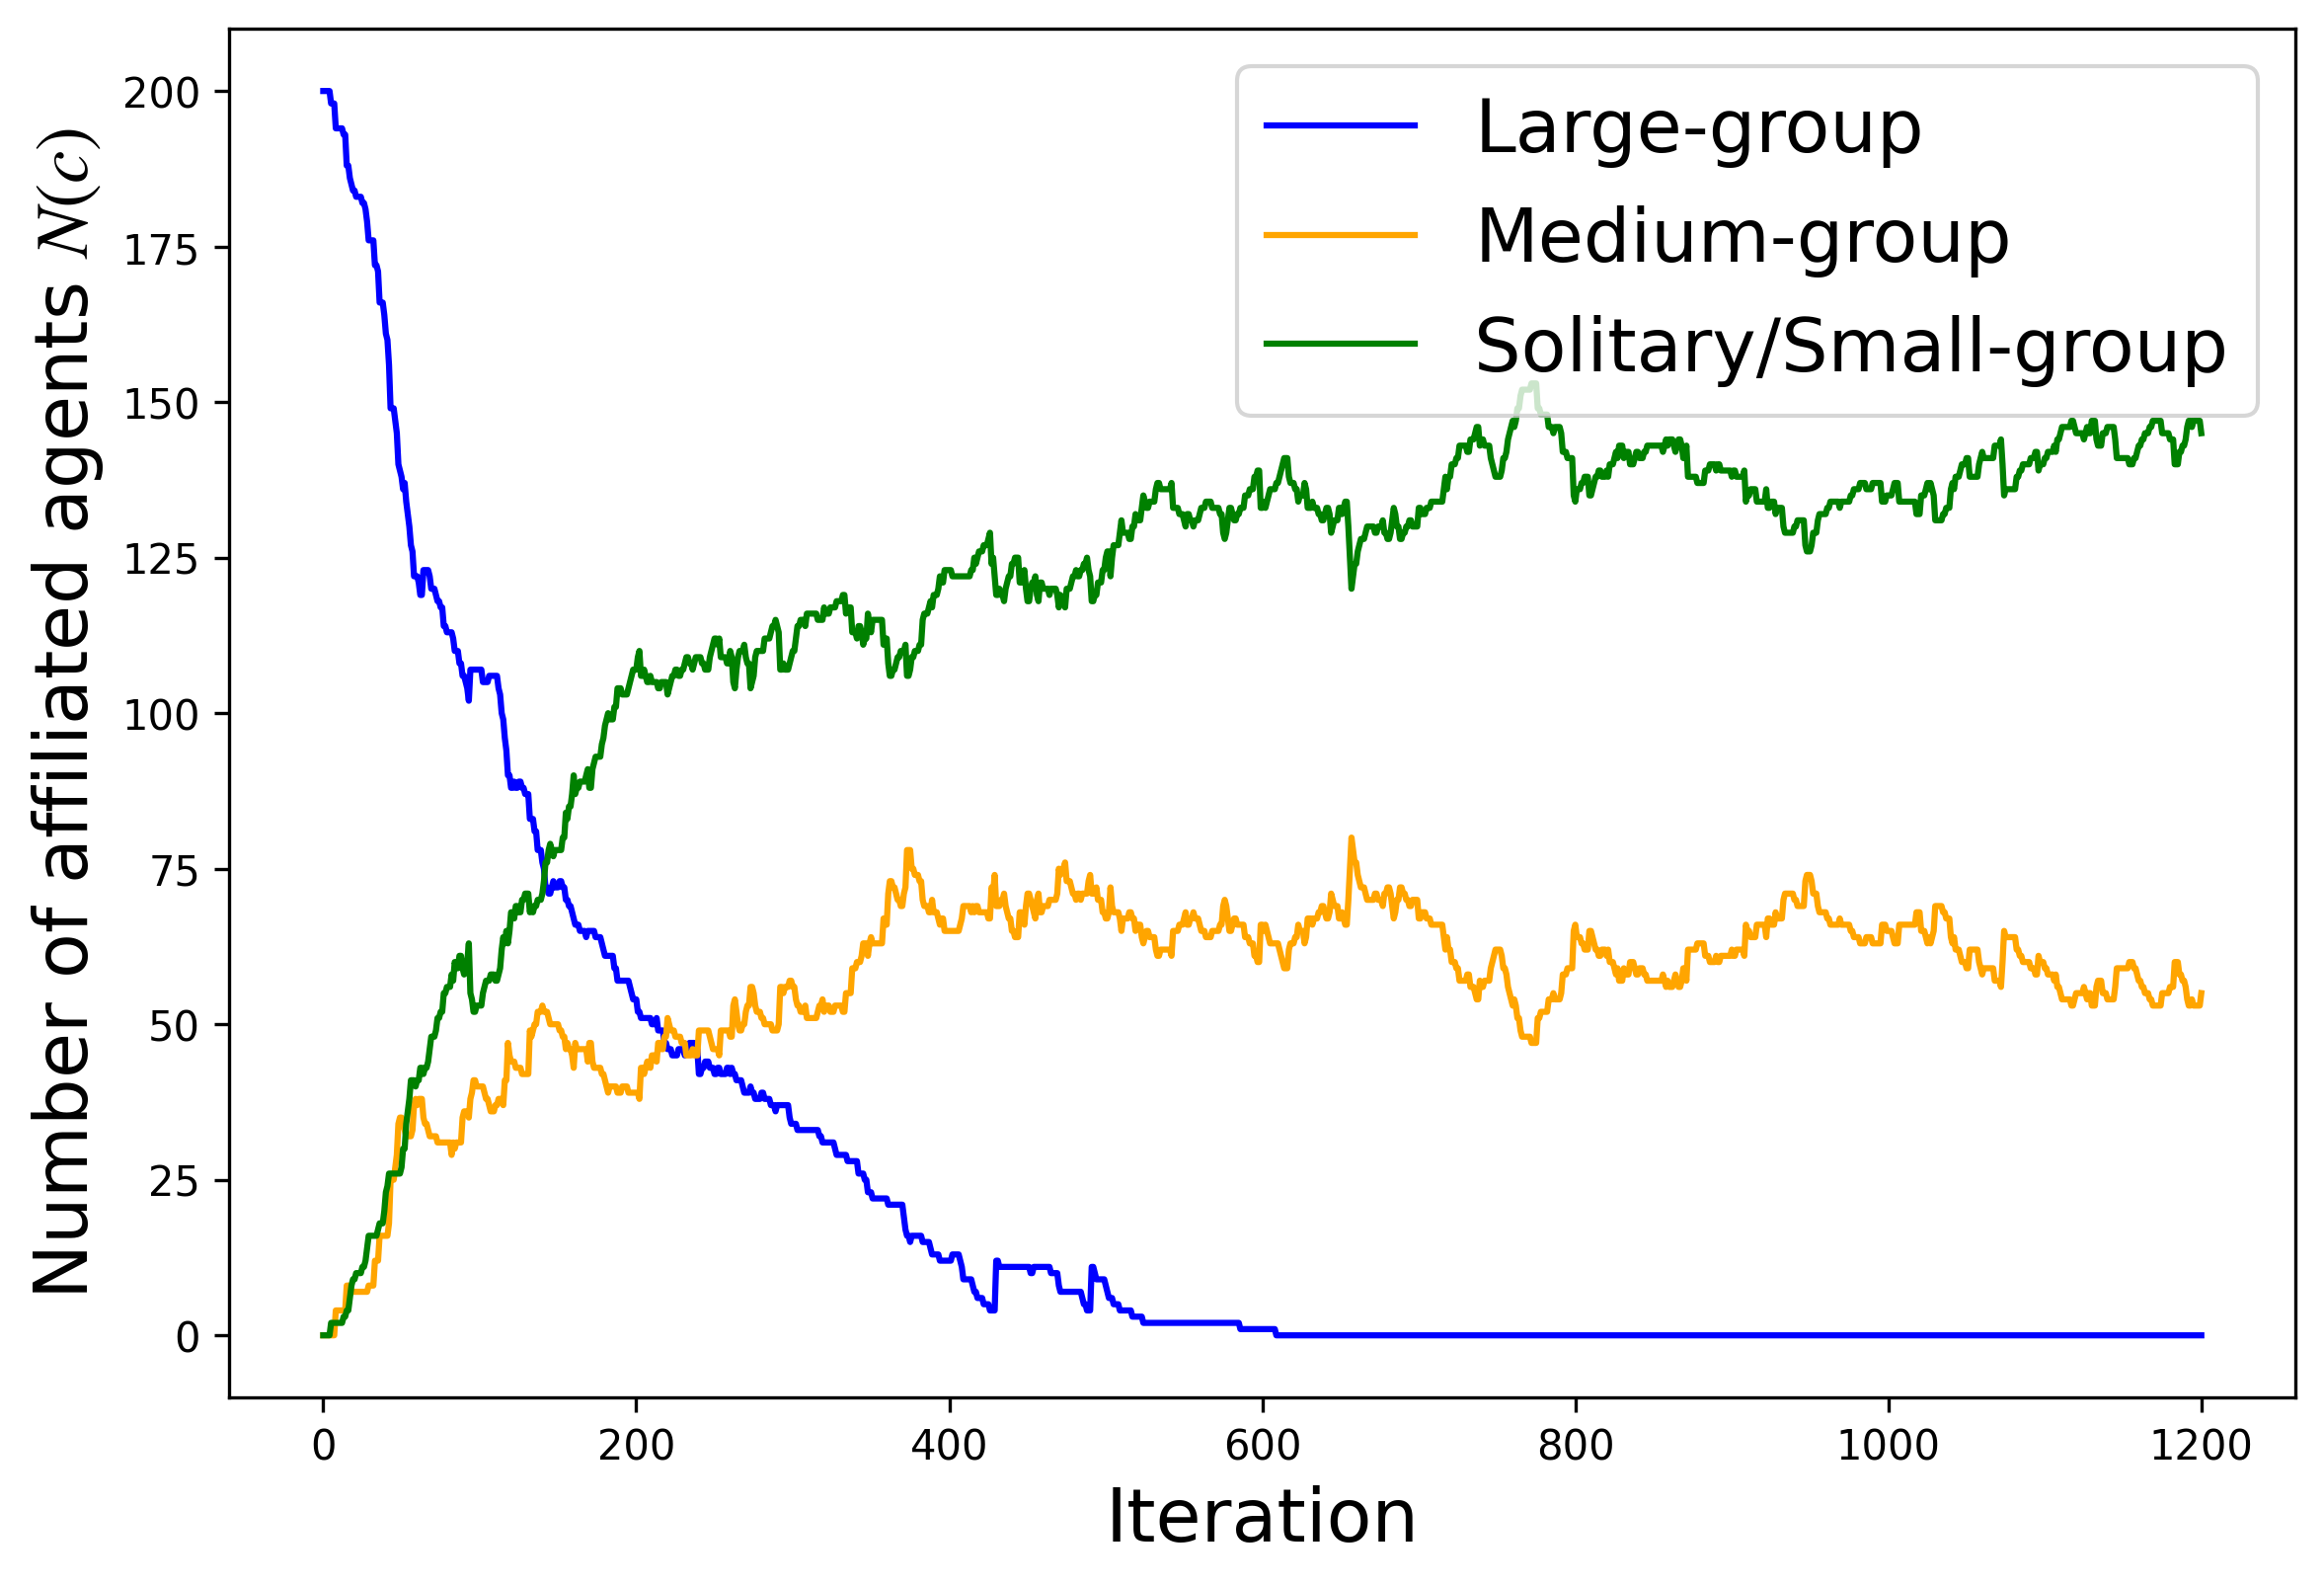 Number of affiliated agents N(c)
200
175
150
125
100
75
50
25
0
Large-group
Medium-group
Solitary/Small-group
0 200 400 600 800 1000 1200
Iteration